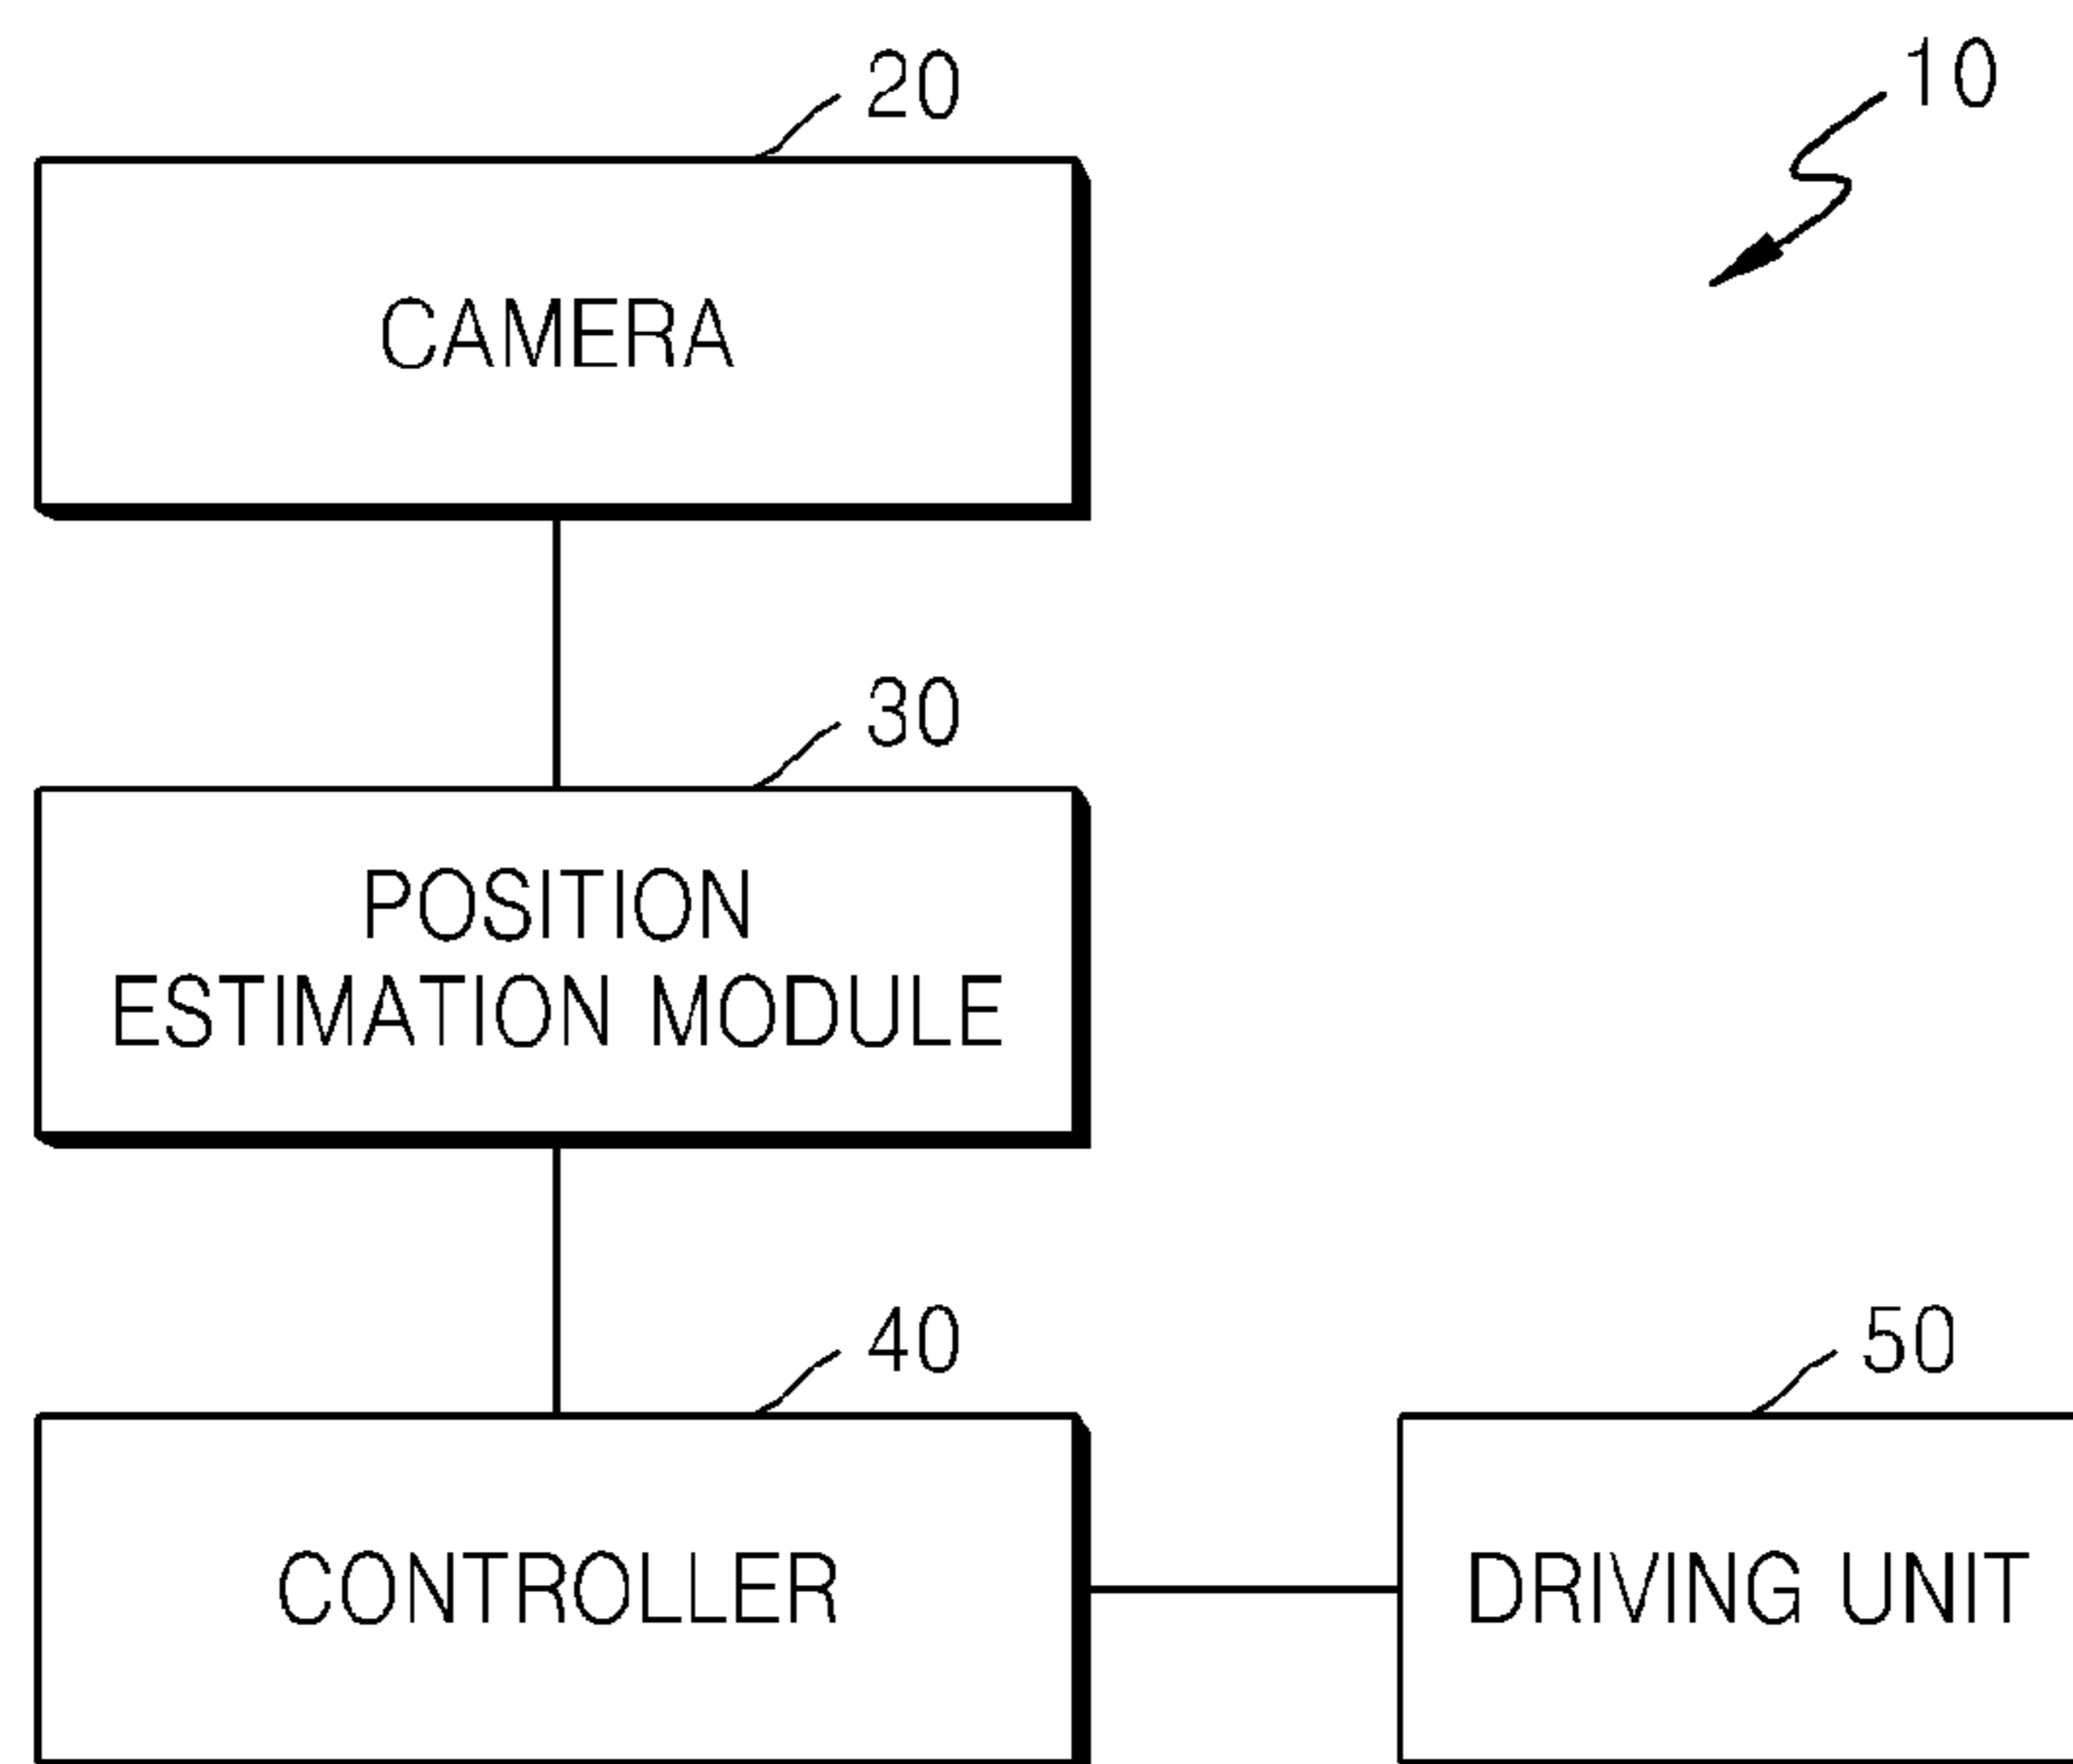 20
10
CAMERA
30
POSITION
ESTIMATION MODULE
40
50
CONTROLLER
DRIVING UNIT